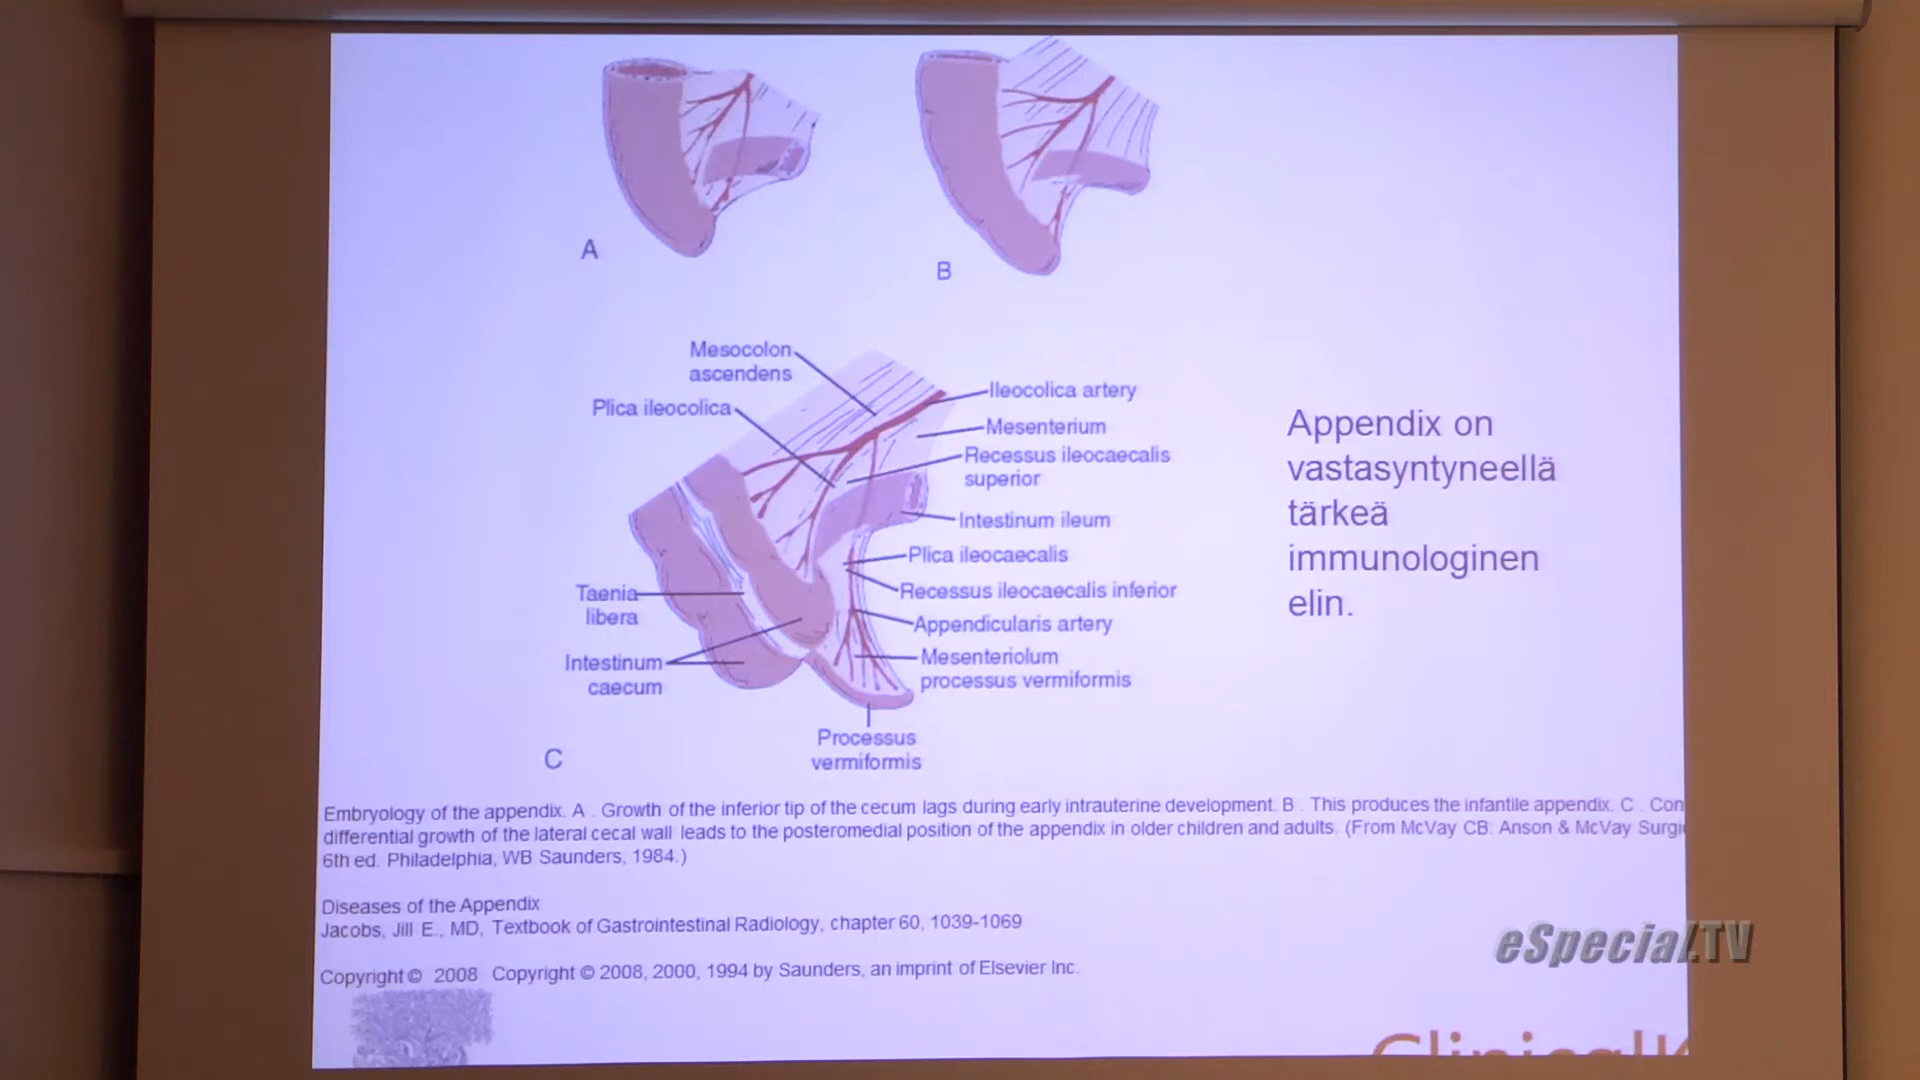 A
B
Mesocolon
ascendens
Plica ileocolica
Ileocolica artery
Mesenterium
Recessus ileocaecalis
superior
Intestinum ileum
Plica ileocaecalis
Recessus ileocaecalis inferior
Taenia
libera
Appendicularis artery
Intestinum
caecum
Mesenteriolum
processus vermiformis
Processus
vermiformis
C
Appendix on
vastasyntyneellä
tärkeä
immunologinen
elin.
Embryology of the appendix. A . Growth of the inferior tip of the cecum lags during early intrauterine development. B . This produces the infantile appendix. C . Con
differential growth of the lateral cecal wall leads to the posteromedial position of the appendix in older children and adults. (From McVay CB: Anson & McVay Surgi
6th ed. Philadelphia, WB Saunders, 1984.)
Diseases of the Appendix
Jacobs, Jill E., MD, Textbook of Gastrointestinal Radiology, chapter 60, 1039-1069
Copyright © 2008 Copyright © 2008, 2000, 1994 by Saunders, an imprint of Elsevier Inc.
eSpecial.TV
ClinicalK